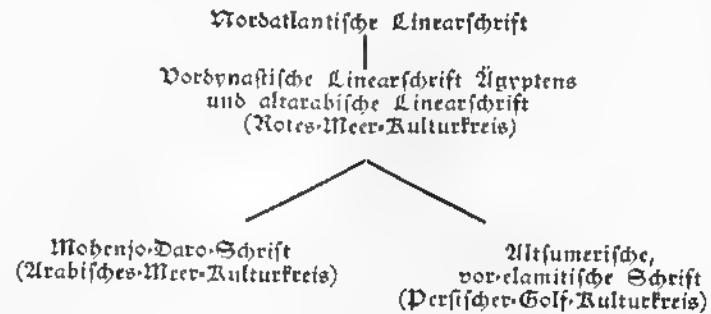 Nordatlantische Linearschrift
Vordynastische Linearschrift Ägyptens
und altarabische Linearschrift
(Rotes-Meer-Kulturkreis)
Mohenjo-Daro-Schrift
(Arabisches-Meer-Kulturkreis)
Altsumerische,
vor-elamitische Schrift
(Persischer-Golf-Kulturkreis)